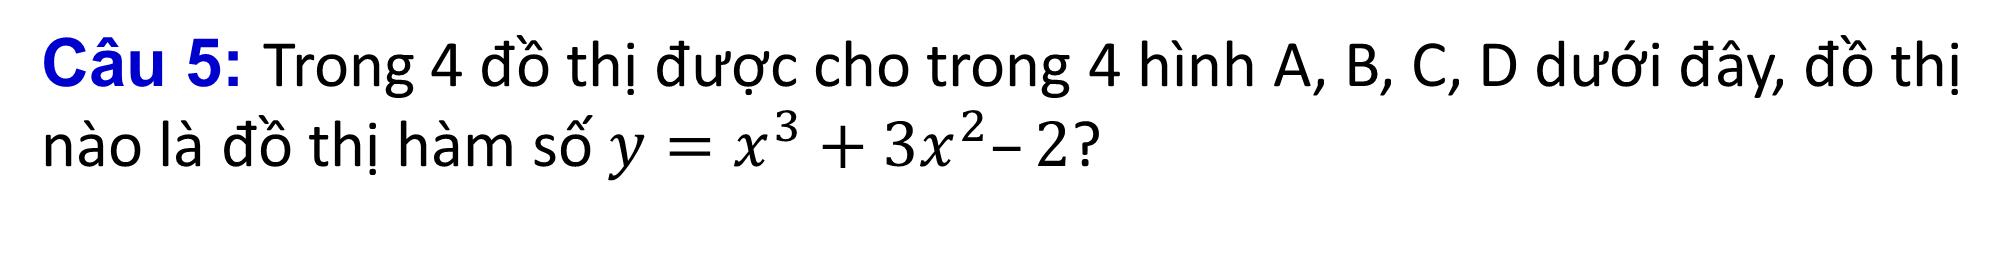 Câu 5: Trong 4 đồ thị được cho trong 4 hình A, B, C, D dưới đây, đồ thị
nào là đồ thị hàm số y = x³ + 3x²– 2?